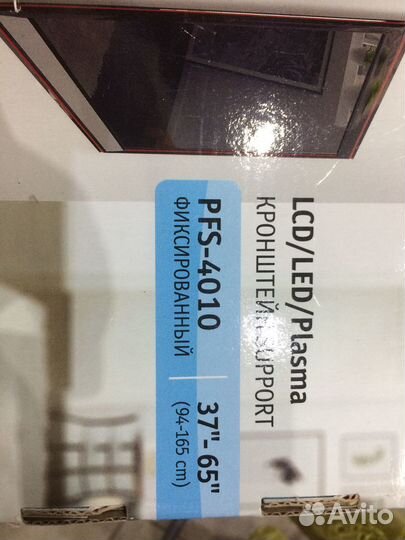 LCD/LED/Plasma
КРОНШТЕЙН SUPPORT
PFS-4010
ФИКСИРОВАННЫЙ
37"-65"
(94-165 cm)
Avito